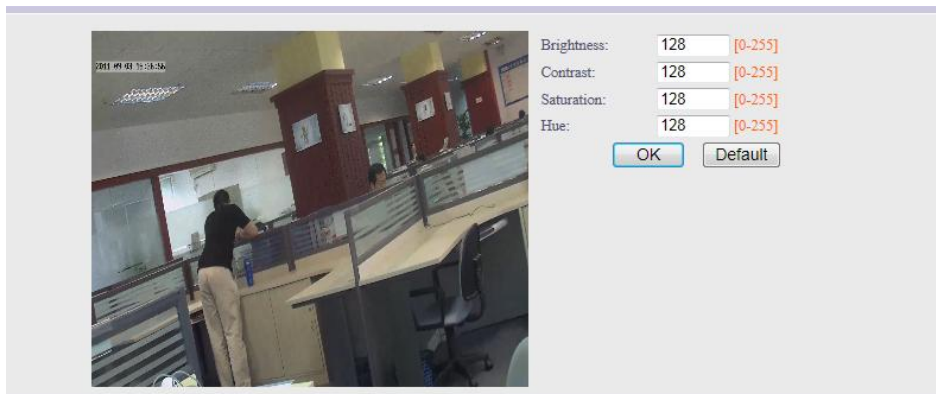 Brightness: 128 [0-255]
Contrast: 128 [0-255]
Saturation: 128 [0-255]
Hue: 128 [0-255]
OK Default